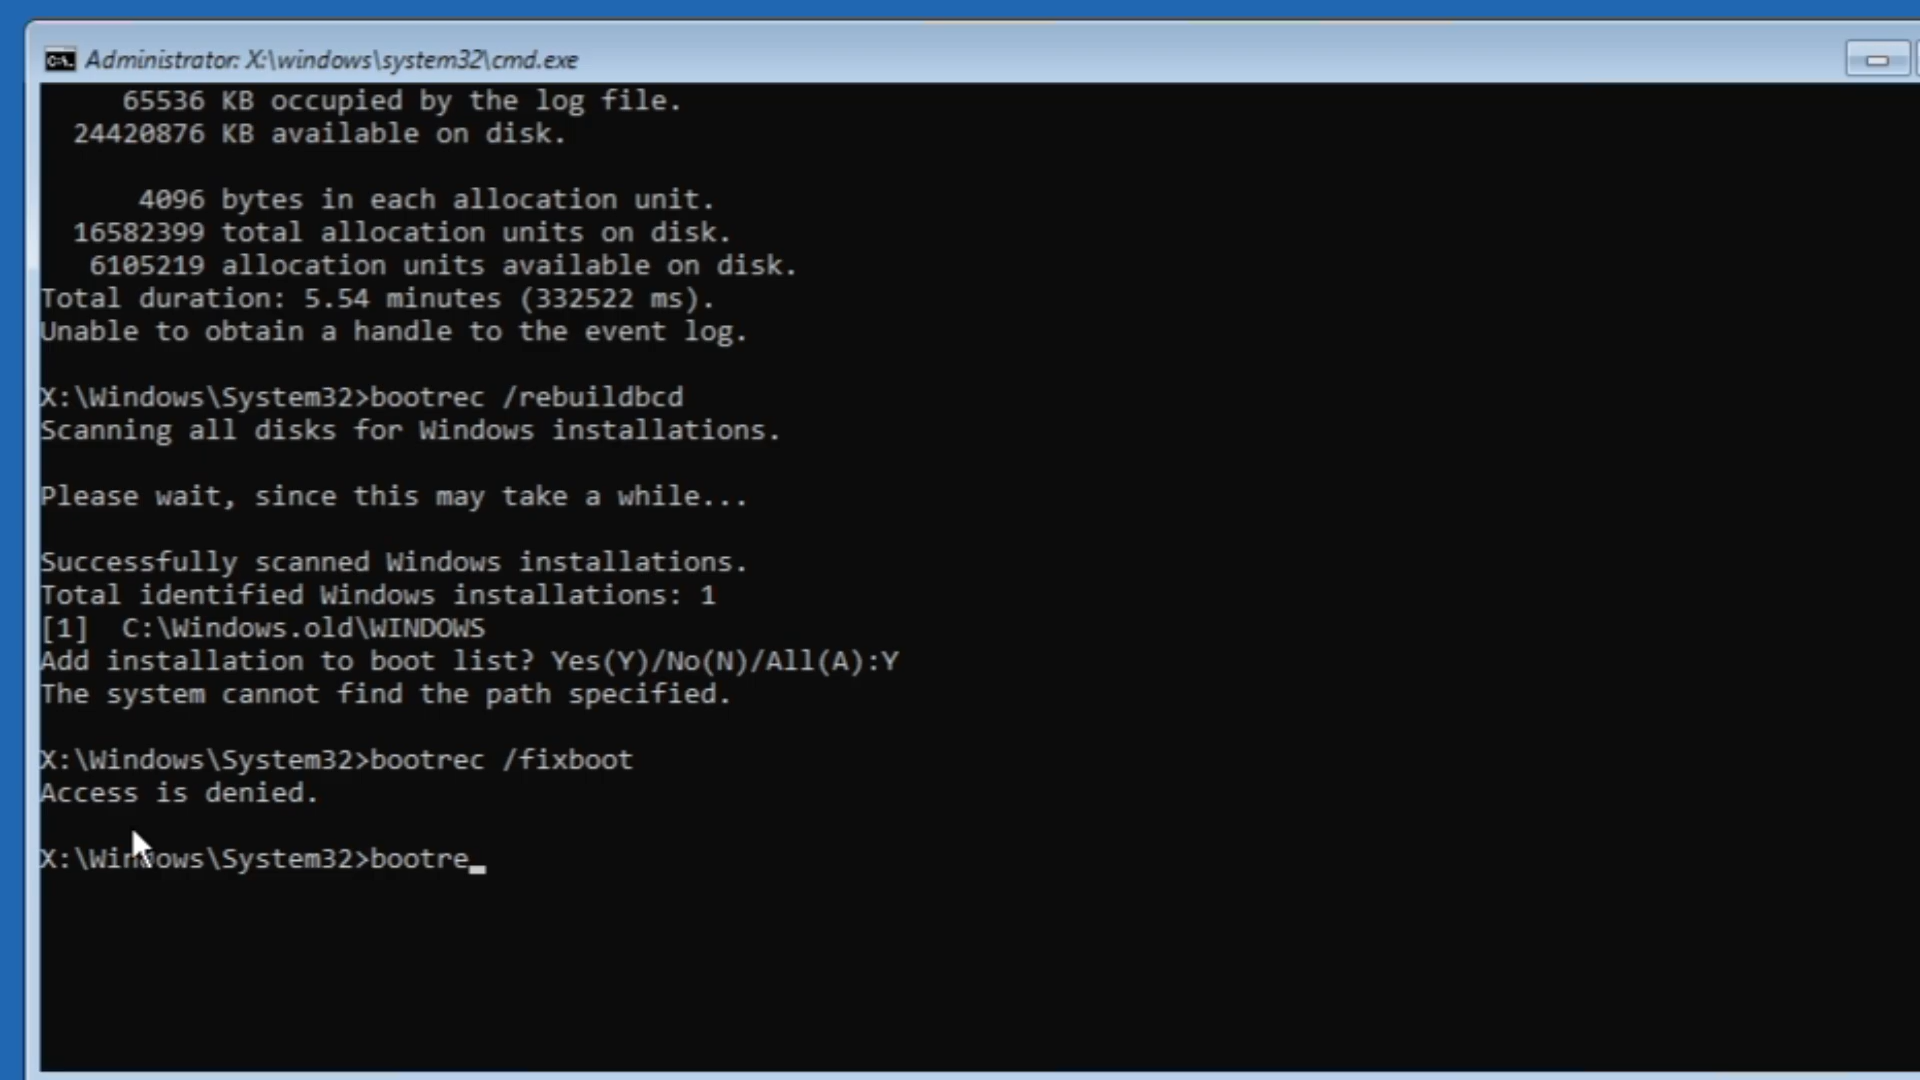 Administrator: X:\windows\system32\cmd.exe
65536 KB occupied by the log file.
24420876 KB available on disk.
4096 bytes in each allocation unit.
16582399 total allocation units on disk.
6105219 allocation units available on disk.
Total duration: 5.54 minutes (332522 ms).
Unable to obtain a handle to the event log.
X:\Windows\System32>bootrec /rebuildbcd
Scanning all disks for Windows installations.
Please wait, since this may take a while...
Successfully scanned Windows installations.
Total identified Windows installations: 1
[1]  C:\Windows.old\WINDOWS
Add installation to boot list? Yes(Y)/No(N)/All(A):Y
The system cannot find the path specified.
X:\Windows\System32>bootrec /fixboot
Access is denied.
X:\Windows\System32>bootre